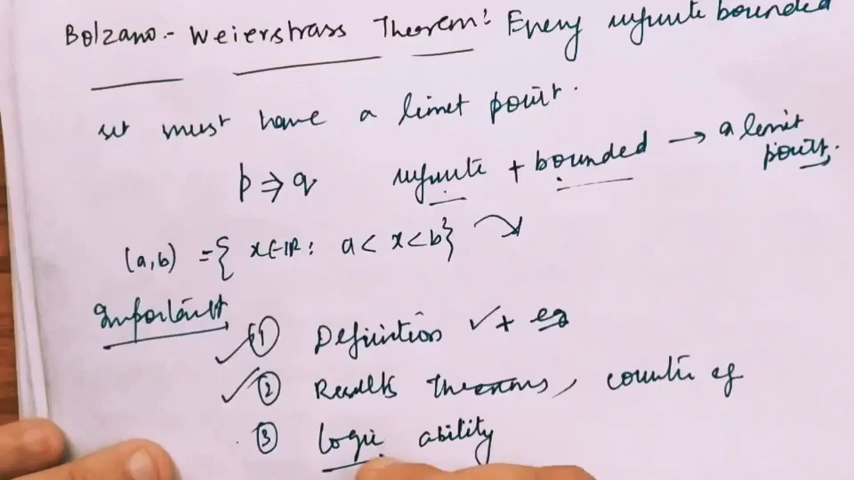 Bolzano-Weierstrass Theorem: Every infinite bounded
set must have a limit point.
p ⇒ q infinite + bounded → a limit point.
(a,b) = { x∈IR: a < x < b}
Important
① Definition ✓ + eg
② Results Theorems, counter eg
③ Logic ability